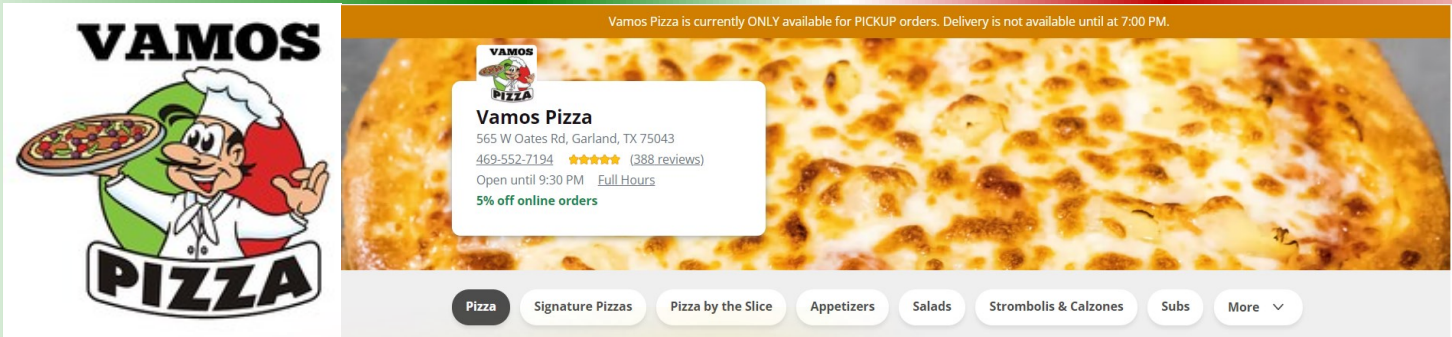 VAMOS
PIZZA
Vamos Pizza is currently ONLY available for PICKUP orders. Delivery is not available until at 7:00 PM.
VAMOS
PIZZA
Vamos Pizza
565 W Oates Rd, Garland, TX 75043
469-552-7194 (388 reviews)
Open until 9:30 PM Full Hours
5% off online orders
Pizza Signature Pizzas Pizza by the Slice Appetizers Salads Strombolis & Calzones Subs More